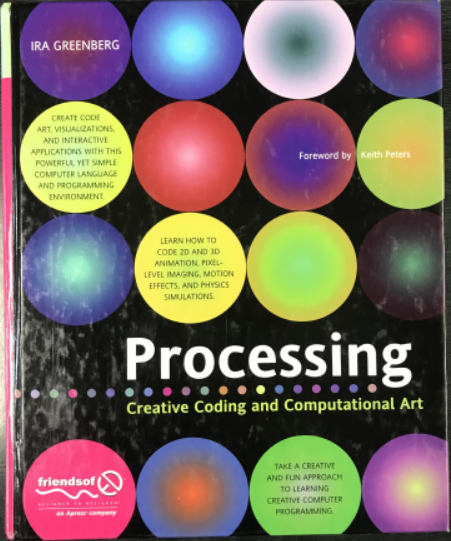 IRA GREENBERG
CREATE CODE
ART, VISUALIZATIONS,
AND INTERACTIVE
APPLICATIONS WITH THIS
POWERFUL YET SIMPLE
COMPUTER LANGUAGE
AND PROGRAMMING
ENVIRONMENT.
Foreword by Keith Peters
LEARN HOW TO
CODE 2D AND 3D
ANIMATION, PIXEL-
LEVEL IMAGING, MOTION
EFFECTS, AND PHYSICS
SIMULATIONS.
Processing
Creative Coding and Computational Art
friendsof
DESIGNER TO DESIGNER™
an Apress® company
TAKE A CREATIVE
AND FUN APPROACH
TO LEARNING
CREATIVE COMPUTER
PROGRAMMING.